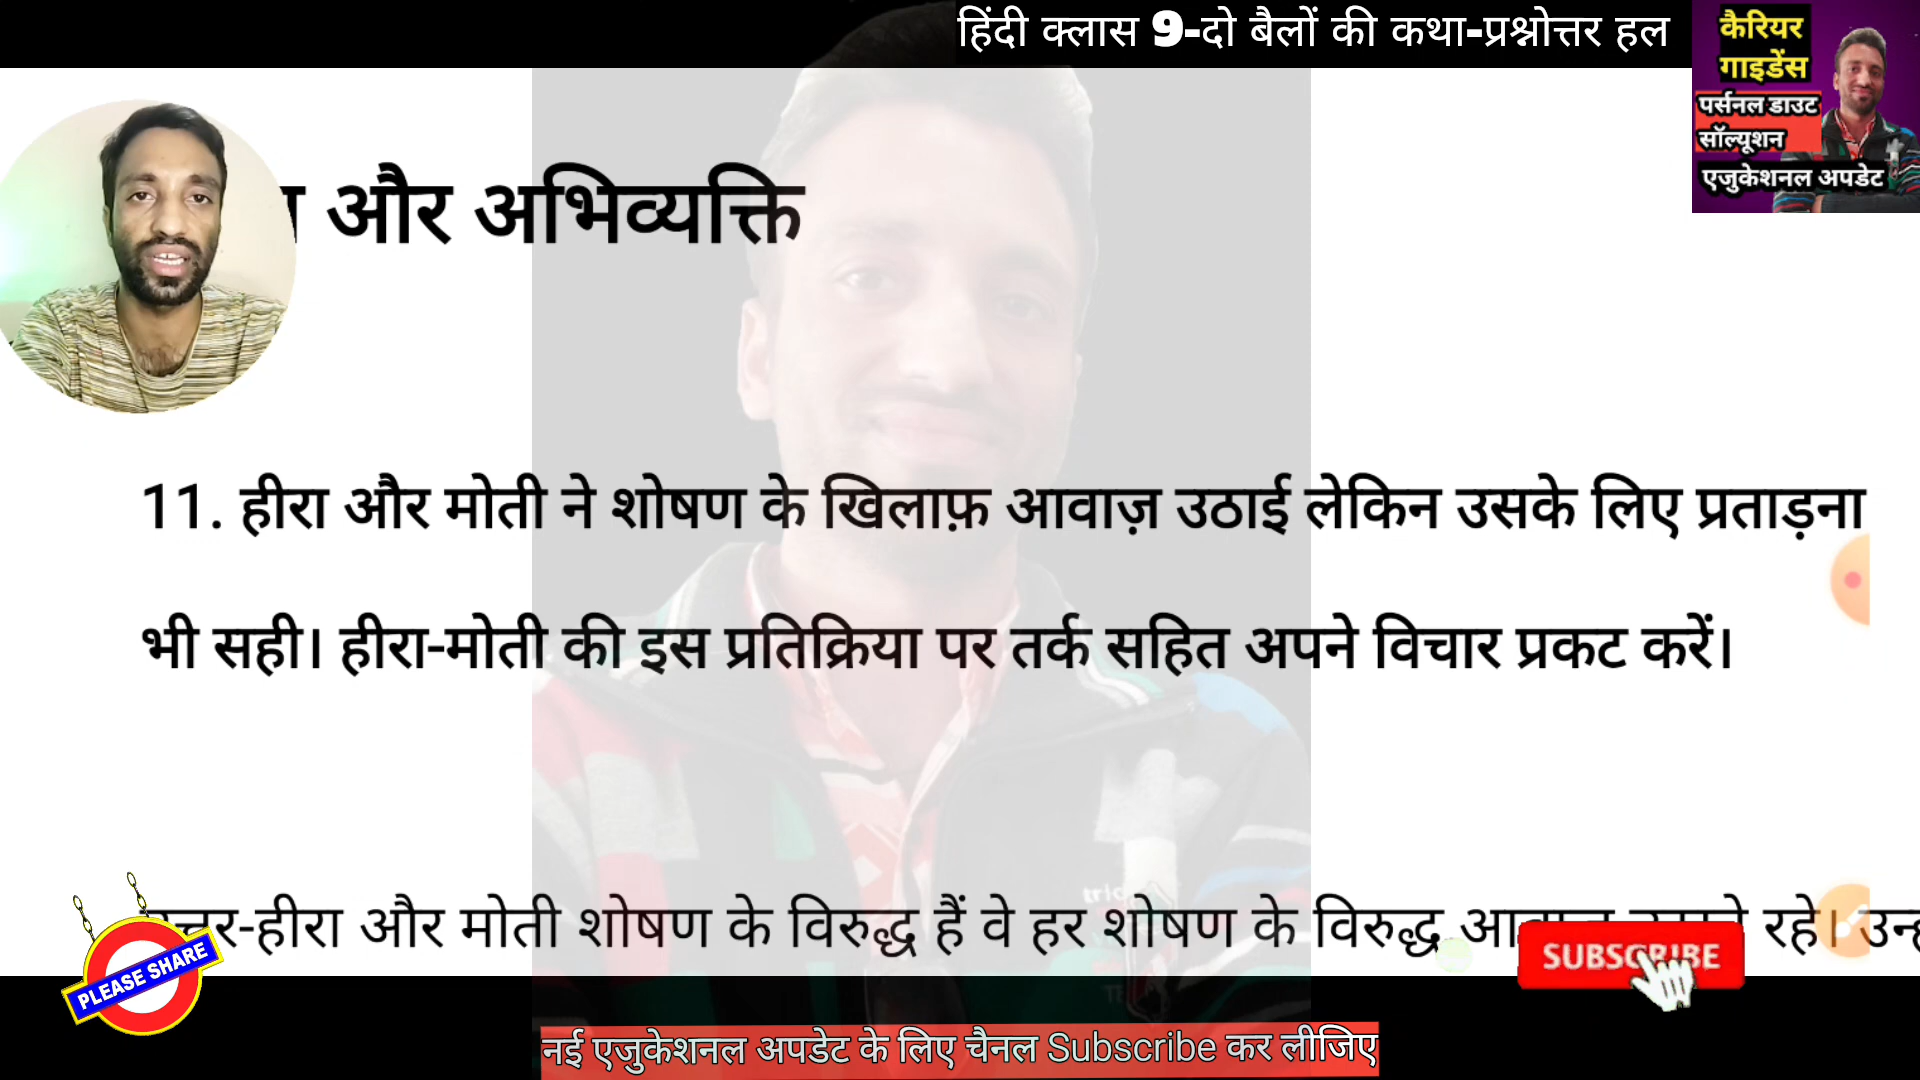 हिंदी क्लास 9-दो बैलों की कथा-प्रश्नोत्तर हल
कैरियर
गाइडेंस
पर्सनल डाउट
सॉल्यूशन
एजुकेशनल अपडेट
और अभिव्यक्ति
11. हीरा और मोती ने शोषण के खिलाफ़ आवाज़ उठाई लेकिन उसके लिए प्रताड़ना
भी सही। हीरा-मोती की इस प्रतिक्रिया पर तर्क सहित अपने विचार प्रकट करें।
हीरा और मोती शोषण के विरुद्ध हैं वे हर शोषण के विरुद्ध रहे।
PLEASE SHARE
SUBSCRIBE
नई एजुकेशनल अपडेट के लिए चैनल Subscribe कर लीजिए